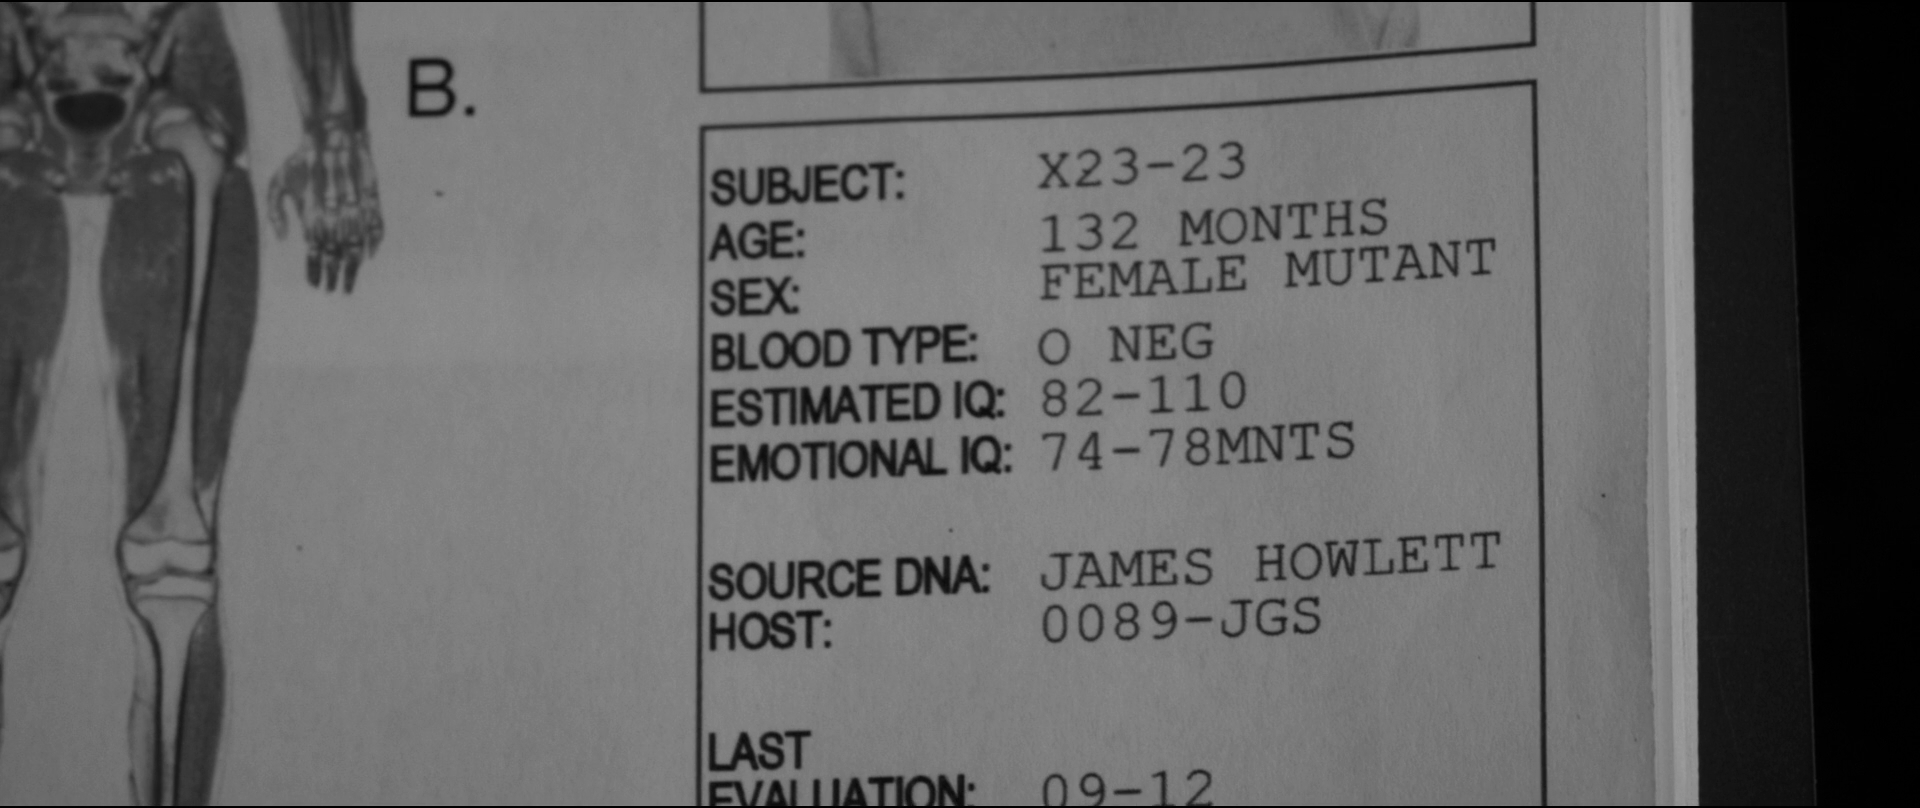 B.
SUBJECT: X23-23
AGE: 132 MONTHS
SEX: FEMALE MUTANT
BLOOD TYPE: O NEG
ESTIMATED IQ: 82-110
EMOTIONAL IQ: 74-78MNTS
SOURCE DNA: JAMES HOWLETT
HOST: 0089-JGS
LAST
EVALUATION: 09-12